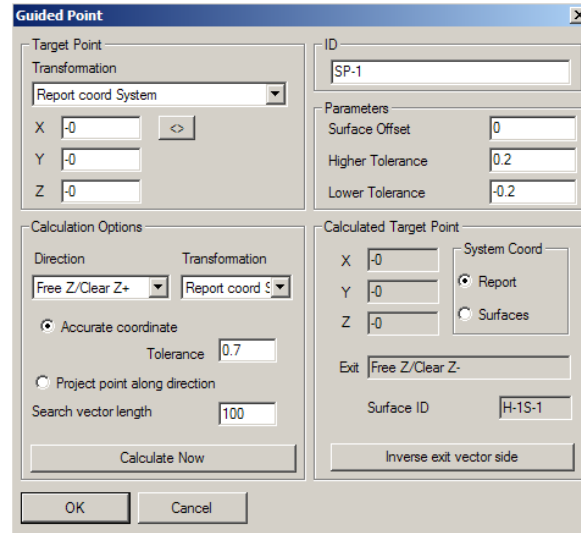 Guided Point
Target Point
Transformation
Report coord System
X -0 <>
Y -0
Z -0
ID
SP-1
Parameters
Surface Offset 0
Higher Tolerance 0.2
Lower Tolerance -0.2
Calculation Options
Direction Transformation
Free Z/Clear Z+ Report coord S
Accurate coordinate
Tolerance 0.7
Project point along direction
Search vector length 100
Calculate Now
Calculated Target Point
X -0
Y -0
Z -0
System Coord
Report
Surfaces
Exit Free Z/Clear Z-
Surface ID H-1S-1
Inverse exit vector side
OK Cancel